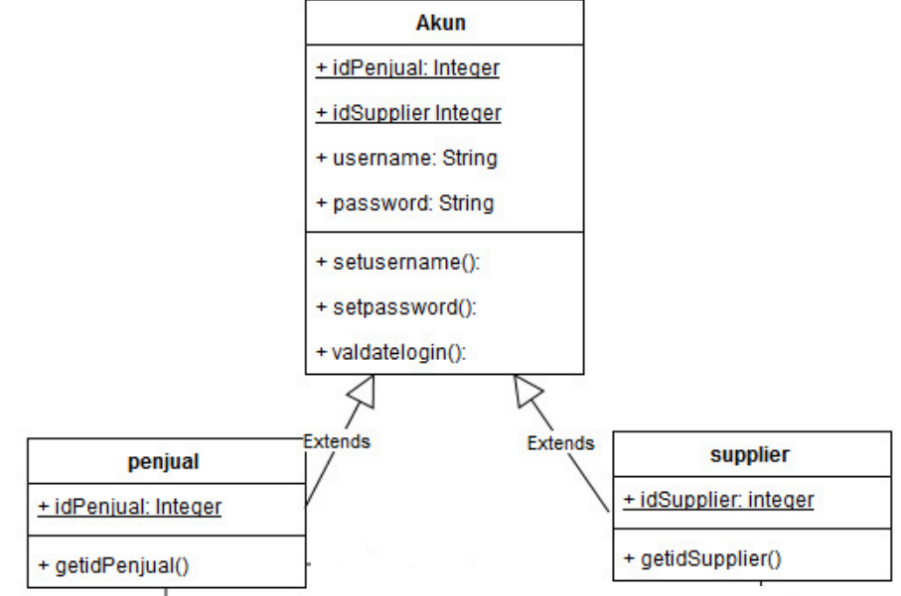 Akun
+ idPenjual: Integer
+ idSupplier Integer
+ username: String
+ password: String
+ setusername():
+ setpassword():
+ valdatelogin():
Extends
Extends
penjual
+ idPenjual: Integer
+ getidPenjual()
supplier
+ idSupplier: integer
+ getidSupplier()